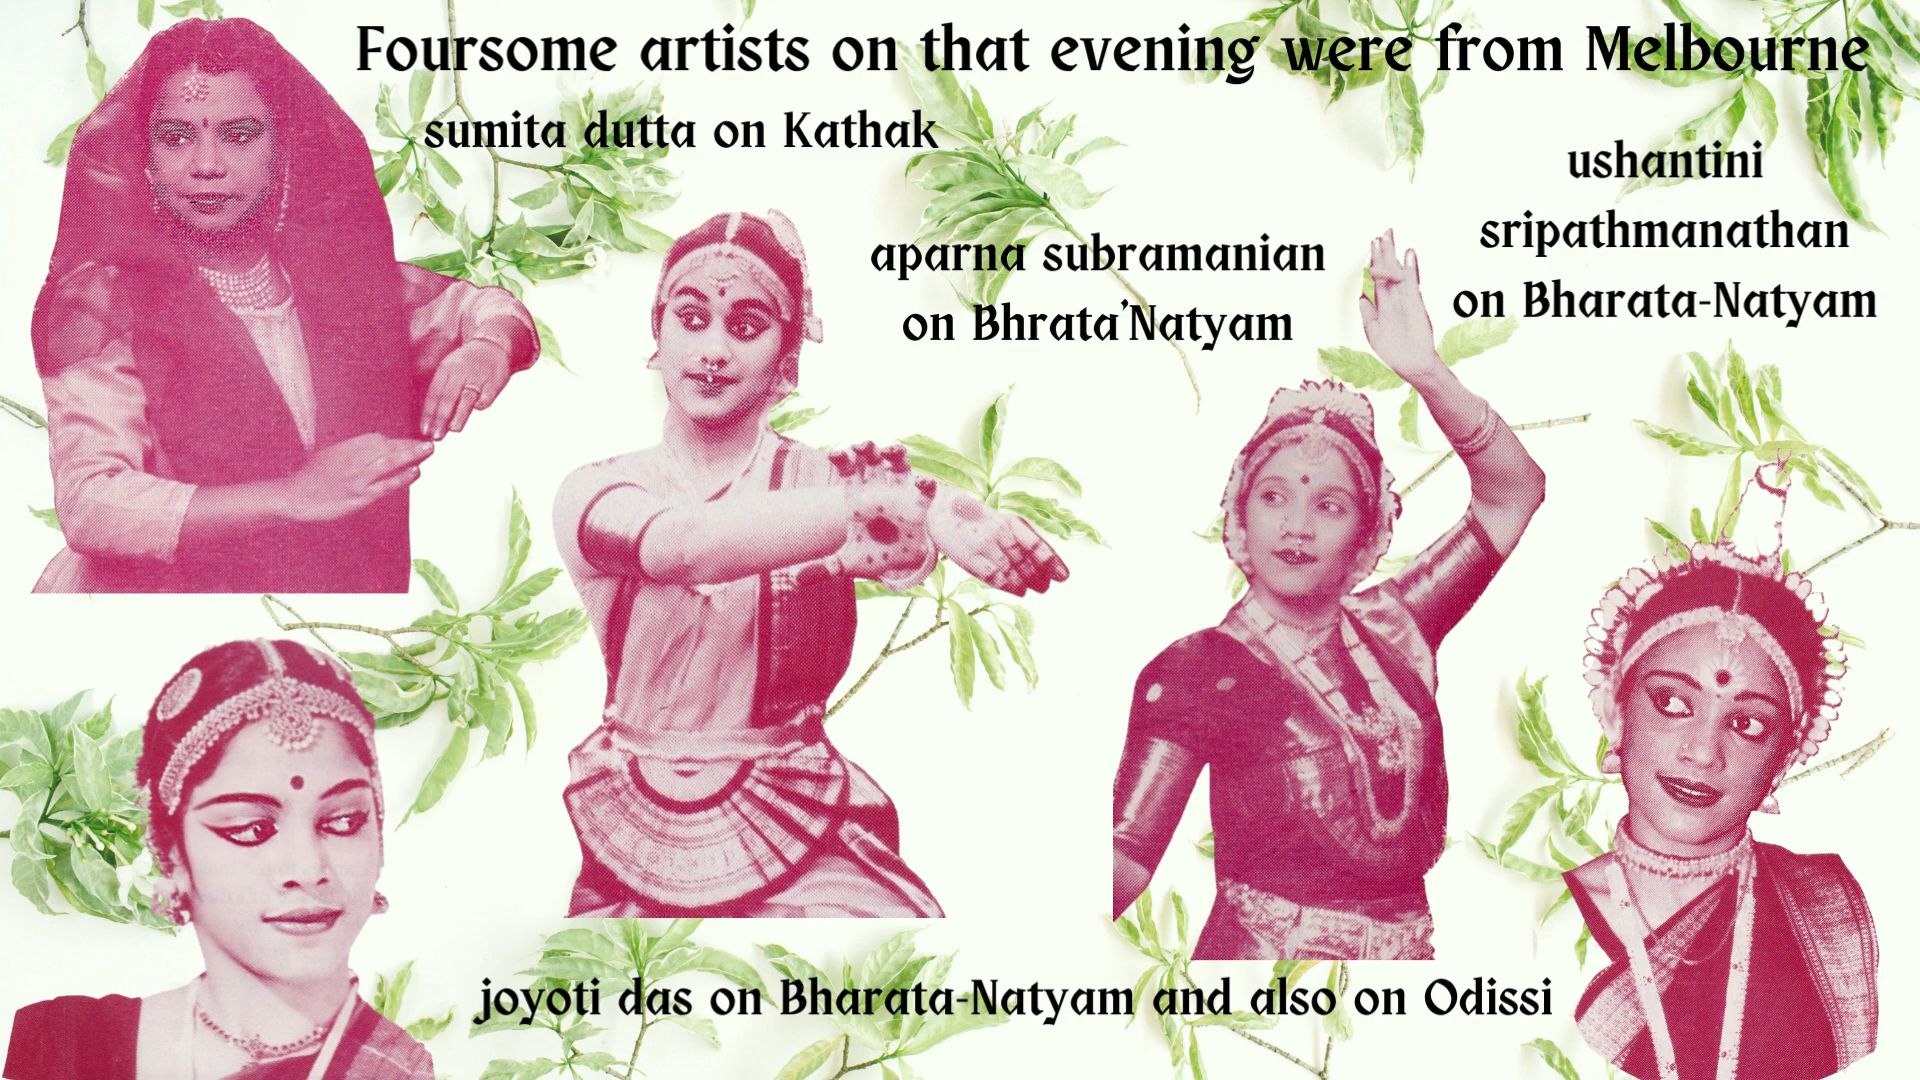 Foursome artists on that evening were from Melbourne
sumita dutta on Kathak
aparna subramanian
on Bhrata'Natyam
ushantini
sripathmanathan
on Bharata-Natyam
joyoti das on Bharata-Natyam and also on Odissi